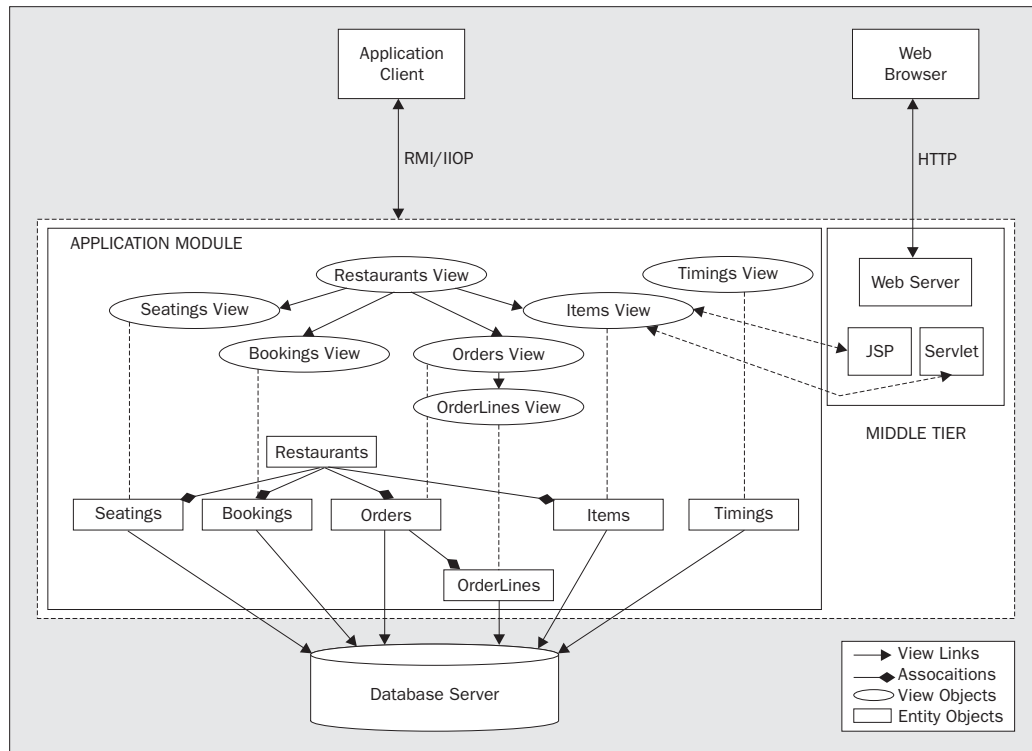 Application
Client
Web
Browser
RMI/IIOP
HTTP
APPLICATION MODULE
Restaurants View
Timings View
Web Server
Seatings View
Items View
Bookings View
Orders View
JSP
Servlet
OrderLines View
MIDDLE TIER
Restaurants
Seatings
Bookings
Orders
Items
Timings
OrderLines
Database Server
View Links
Assocaitions
View Objects
Entity Objects